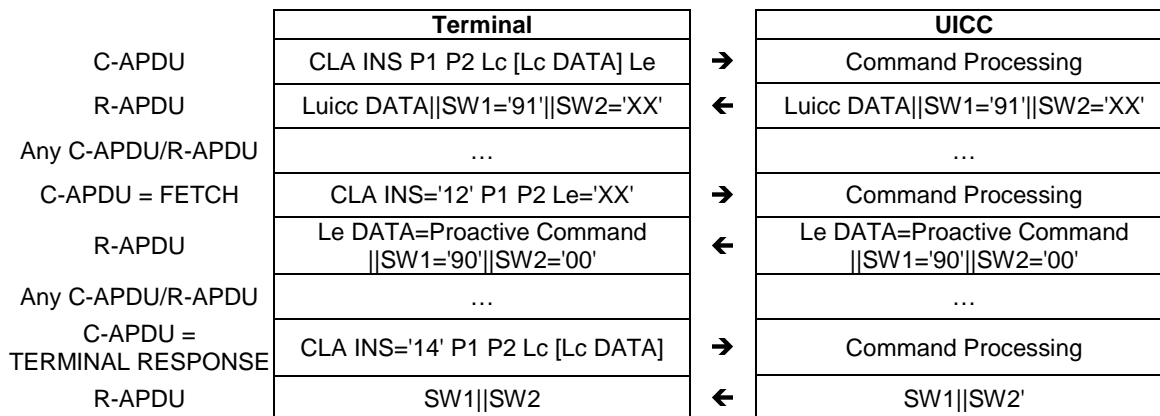 Terminal UICC
C-APDU CLA INS P1 P2 Lc [Lc DATA] Le ➔ Command Processing
R-APDU Luicc DATA||SW1='91'||SW2='XX' 🡸 Luicc DATA||SW1='91'||SW2='XX'
Any C-APDU/R-APDU … …
C-APDU = FETCH CLA INS='12' P1 P2 Le='XX' ➔ Command Processing
R-APDU Le DATA=Proactive Command 🡸 Le DATA=Proactive Command
||SW1='90'||SW2='00' ||SW1='90'||SW2='00'
Any C-APDU/R-APDU … …
C-APDU =
TERMINAL RESPONSE CLA INS='14' P1 P2 Lc [Lc DATA] ➔ Command Processing
R-APDU SW1||SW2 🡸 SW1||SW2'